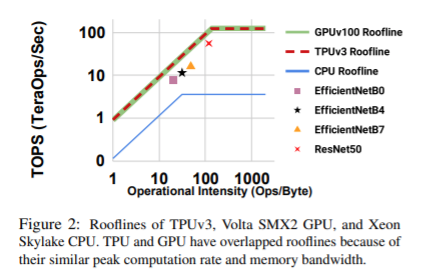 TOPS (TeraOps/Sec)
100
10
1
0
1
10
100
1000
Operational Intensity (Ops/Byte)
GPUv100 Roofline
TPUv3 Roofline
CPU Roofline
EfficientNetB0
EfficientNetB4
EfficientNetB7
ResNet50
Figure 2: Rooflines of TPUv3, Volta SMX2 GPU, and Xeon
Skylake CPU. TPU and GPU have overlapped rooflines because of
their similar peak computation rate and memory bandwidth.